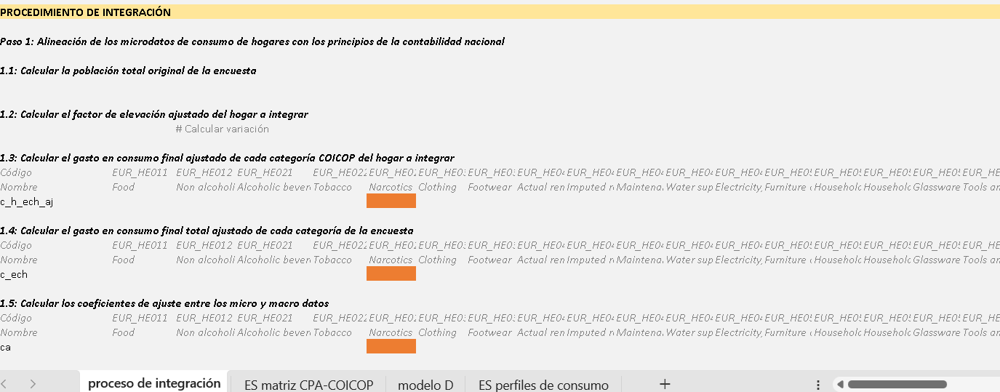 PROCEDIMIENTO DE INTEGRACIÓN
Paso 1: Alineación de los microdatos de consumo de hogares con los principios de la contabilidad nacional
1.1: Calcular la población total original de la encuesta
1.2: Calcular el factor de elevación ajustado del hogar a integrar
# Calcular variación
1.3: Calcular el gasto en consumo final ajustado de cada categoría COICOP del hogar a integrar
Código EUR_HE011 EUR_HE012 EUR_HE021 EUR_HE022 EUR_HE02 EUR_HE03 EUR_HE03 EUR_HE04 EUR_HE04 EUR_HE04 EUR_HE04 EUR_HE04 EUR_HE05 EUR_HE05 EUR_HE05 EUR_HE05 EUR_HE
Nombre Food Non alcoholi Alcoholic bever Tobacco Narcotics Clothing Footwear Actual ren Imputed r Maintena Water sup Electricity, Furniture Household Household Glassware Tools an
c_h_ech_aj
1.4: Calcular el gasto en consumo final total ajustado de cada categoría de la encuesta
Código EUR_HE011 EUR_HE012 EUR_HE021 EUR_HE022 EUR_HE02 EUR_HE03 EUR_HE03 EUR_HE04 EUR_HE04 EUR_HE04 EUR_HE04 EUR_HE04 EUR_HE05 EUR_HE05 EUR_HE05 EUR_HE05 EUR_HE
Nombre Food Non alcoholi Alcoholic bever Tobacco Narcotics Clothing Footwear Actual ren Imputed r Maintena Water sup Electricity, Furniture Household Household Glassware Tools an
c_ech
1.5: Calcular los coeficientes de ajuste entre los micro y macro datos
Código EUR_HE011 EUR_HE012 EUR_HE021 EUR_HE022 EUR_HE02 EUR_HE03 EUR_HE03 EUR_HE04 EUR_HE04 EUR_HE04 EUR_HE04 EUR_HE04 EUR_HE05 EUR_HE05 EUR_HE05 EUR_HE05 EUR_HE
Nombre Food Non alcoholi Alcoholic bever Tobacco Narcotics Clothing Footwear Actual ren Imputed r Maintena Water sup Electricity, Furniture Household Household Glassware Tools an
ca
proceso de integración ES matriz CPA-COICOP modelo D ES perfiles de consumo